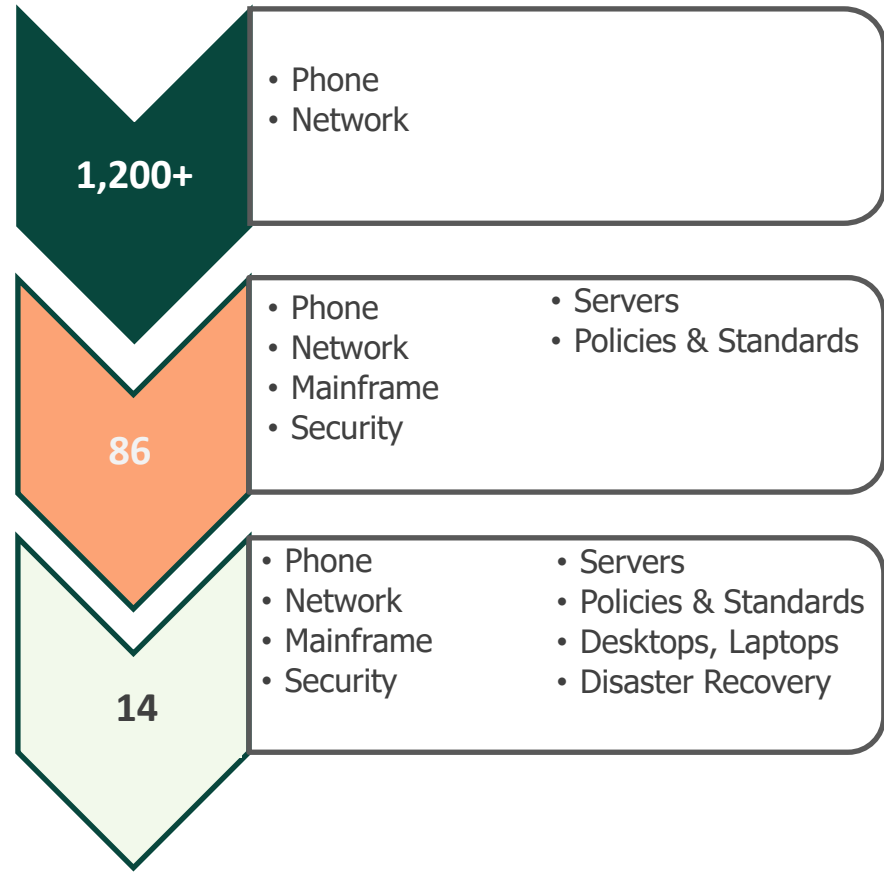 1,200+
• Phone
• Network
86
• Phone
• Network
• Mainframe
• Security
• Servers
• Policies & Standards
14
• Phone
• Network
• Mainframe
• Security
• Servers
• Policies & Standards
• Desktops, Laptops
• Disaster Recovery